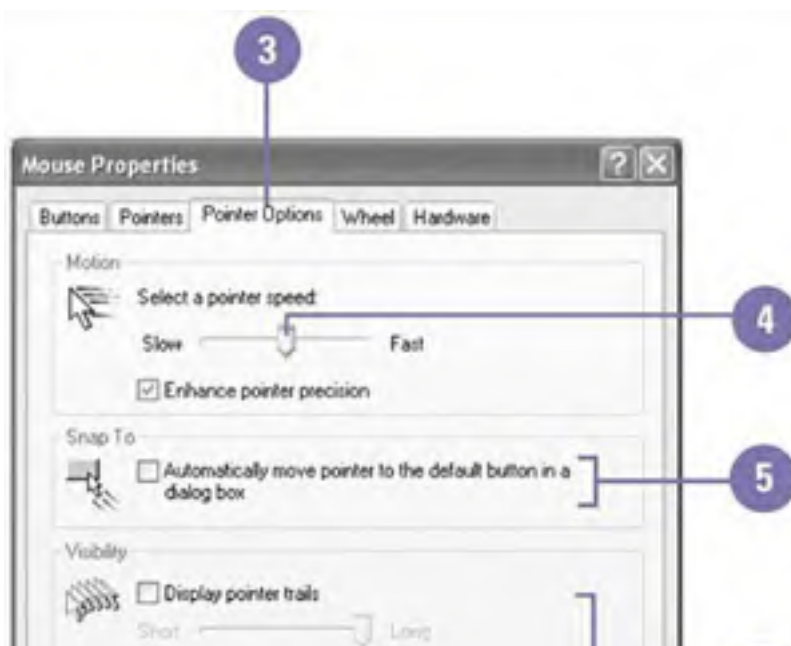 3
Mouse Properties
Buttons Pointers Pointer Options Wheel Hardware
Motion
Select a pointer speed:
Slow Fast
4
Enhance pointer precision
Snap To
Automatically move pointer to the default button in a
dialog box
5
Visibility
Display pointer trails
Short Long